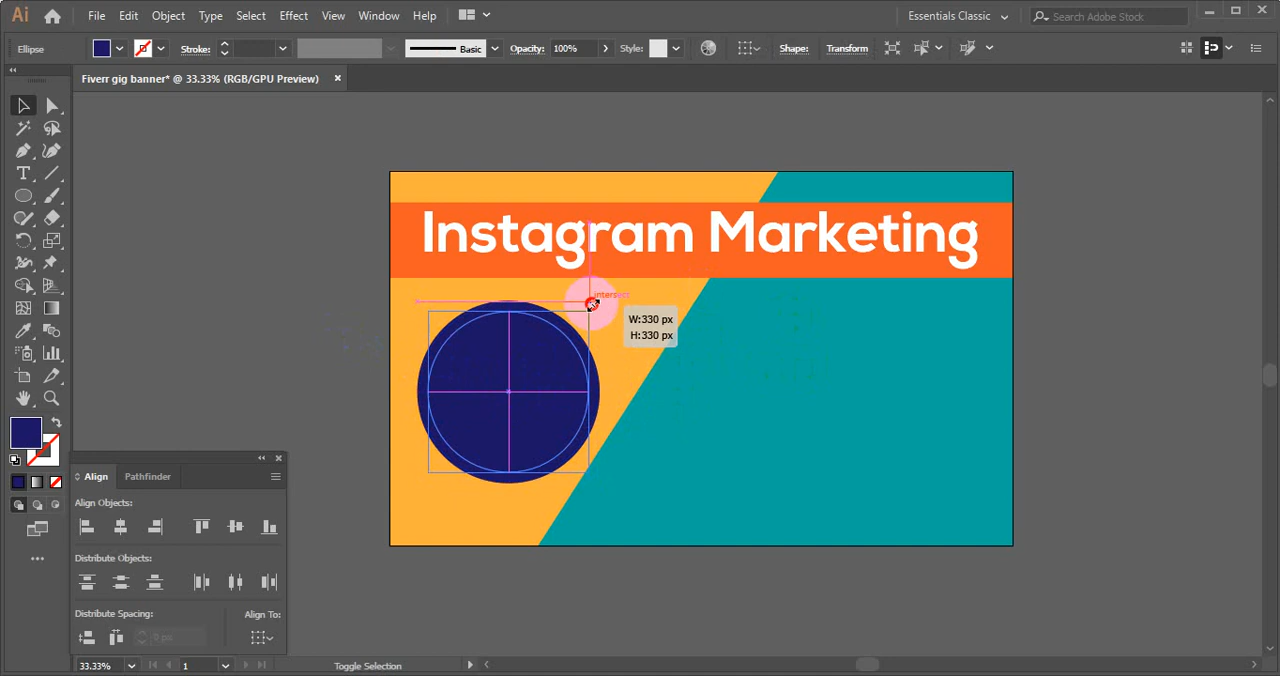 Ai File Edit Object Type Select Effect View Window Help Essentials Classic Search Adobe Stock
Ellipse Stroke: Basic Opacity: 100% Style: Shape: Transform
Fiverr gig banner* @ 33.33% (RGB/GPU Preview)
Instagram Marketing
intersect
W:330 px
H:330 px
Align Pathfinder
Align Objects:
Distribute Objects:
Distribute Spacing: Align To:
0 px
33.33% 1 Toggle Selection